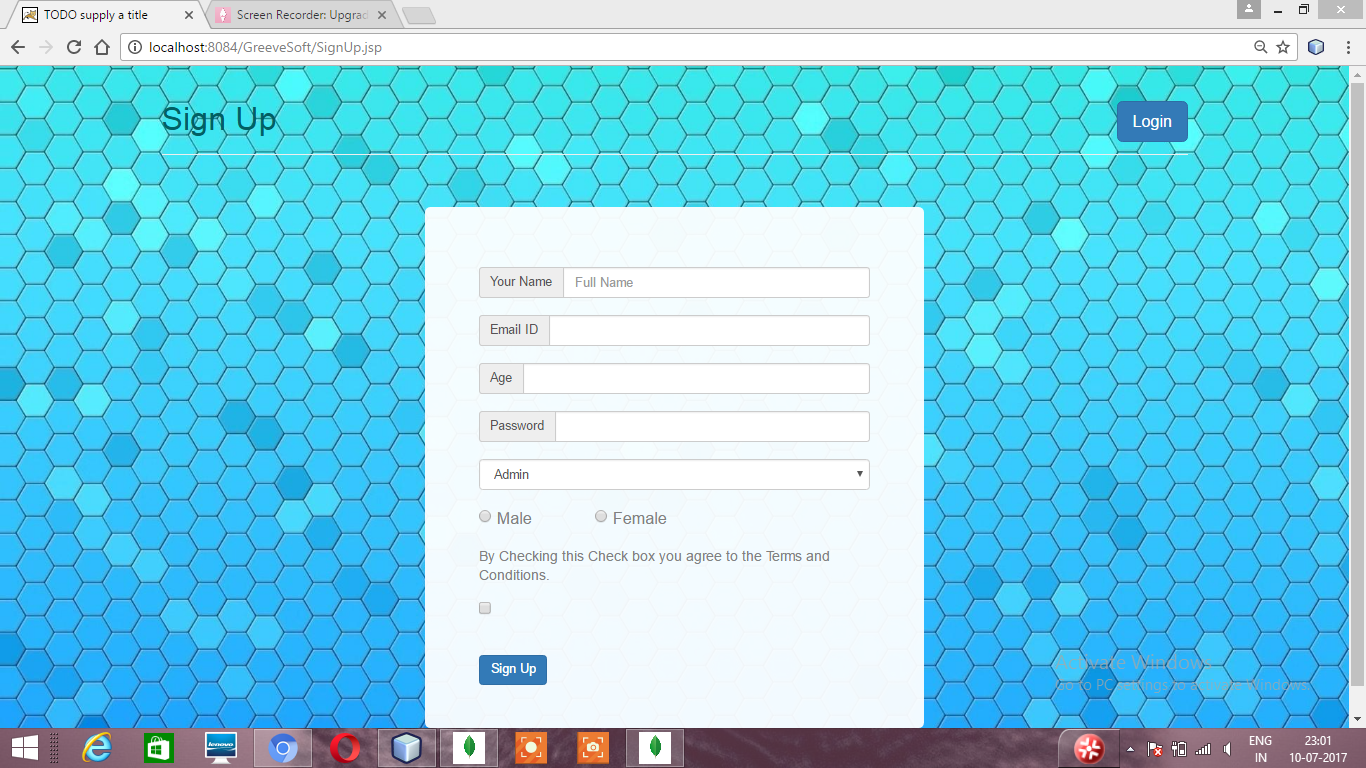 TODO supply a title
Screen Recorder: Upgrad
localhost:8084/GreeveSoft/SignUp.jsp
Sign Up
Login
Your Name
Full Name
Email ID
Age
Password
Admin
Male
Female
By Checking this Check box you agree to the Terms and
Conditions.
Sign Up
Activate Windows
Go to PC settings to activate Windows.
lenovo
ENG
IN
23:01
10-07-2017